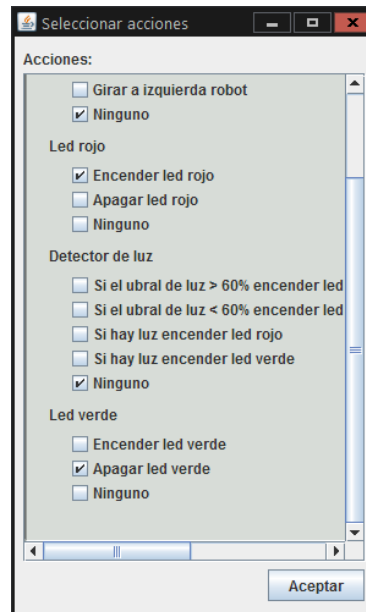 Seleccionar acciones
Acciones:
Girar a izquierda robot
Ninguno
Led rojo
Encender led rojo
Apagar led rojo
Ninguno
Detector de luz
Si el ubral de luz > 60% encender led
Si el ubral de luz < 60% encender led
Si hay luz encender led rojo
Si hay luz encender led verde
Ninguno
Led verde
Encender led verde
Apagar led verde
Ninguno
Aceptar